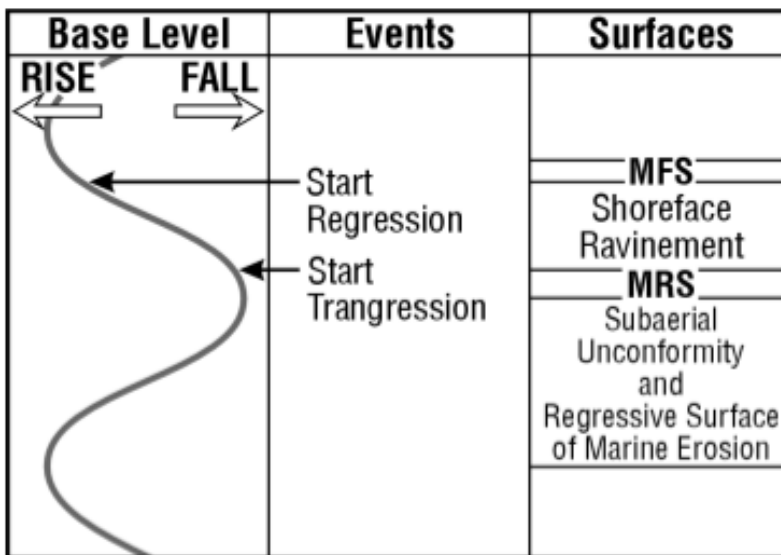 Base Level
Events
Surfaces
RISE FALL
Start
Regression
Start
Trangression
MFS
Shoreface
Ravinement
MRS
Subaerial
Unconformity
and
Regressive Surface
of Marine Erosion